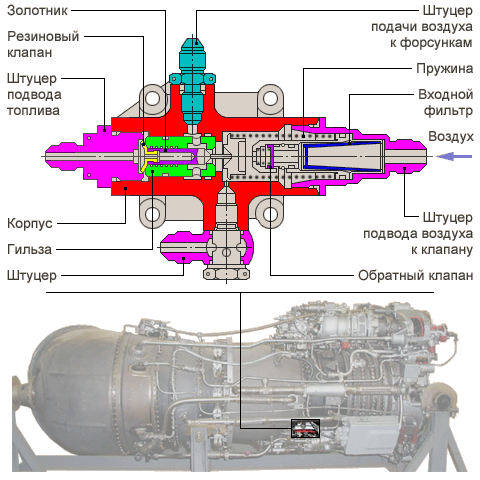 Золотник
Резиновый
клапан
Штуцер
подвода
топлива
Корпус
Гильза
Штуцер
Штуцер
подачи воздуха
к форсункам
Пружина
Входной
фильтр
Воздух
Штуцер
подвода воздуха
к клапану
Обратный клапан